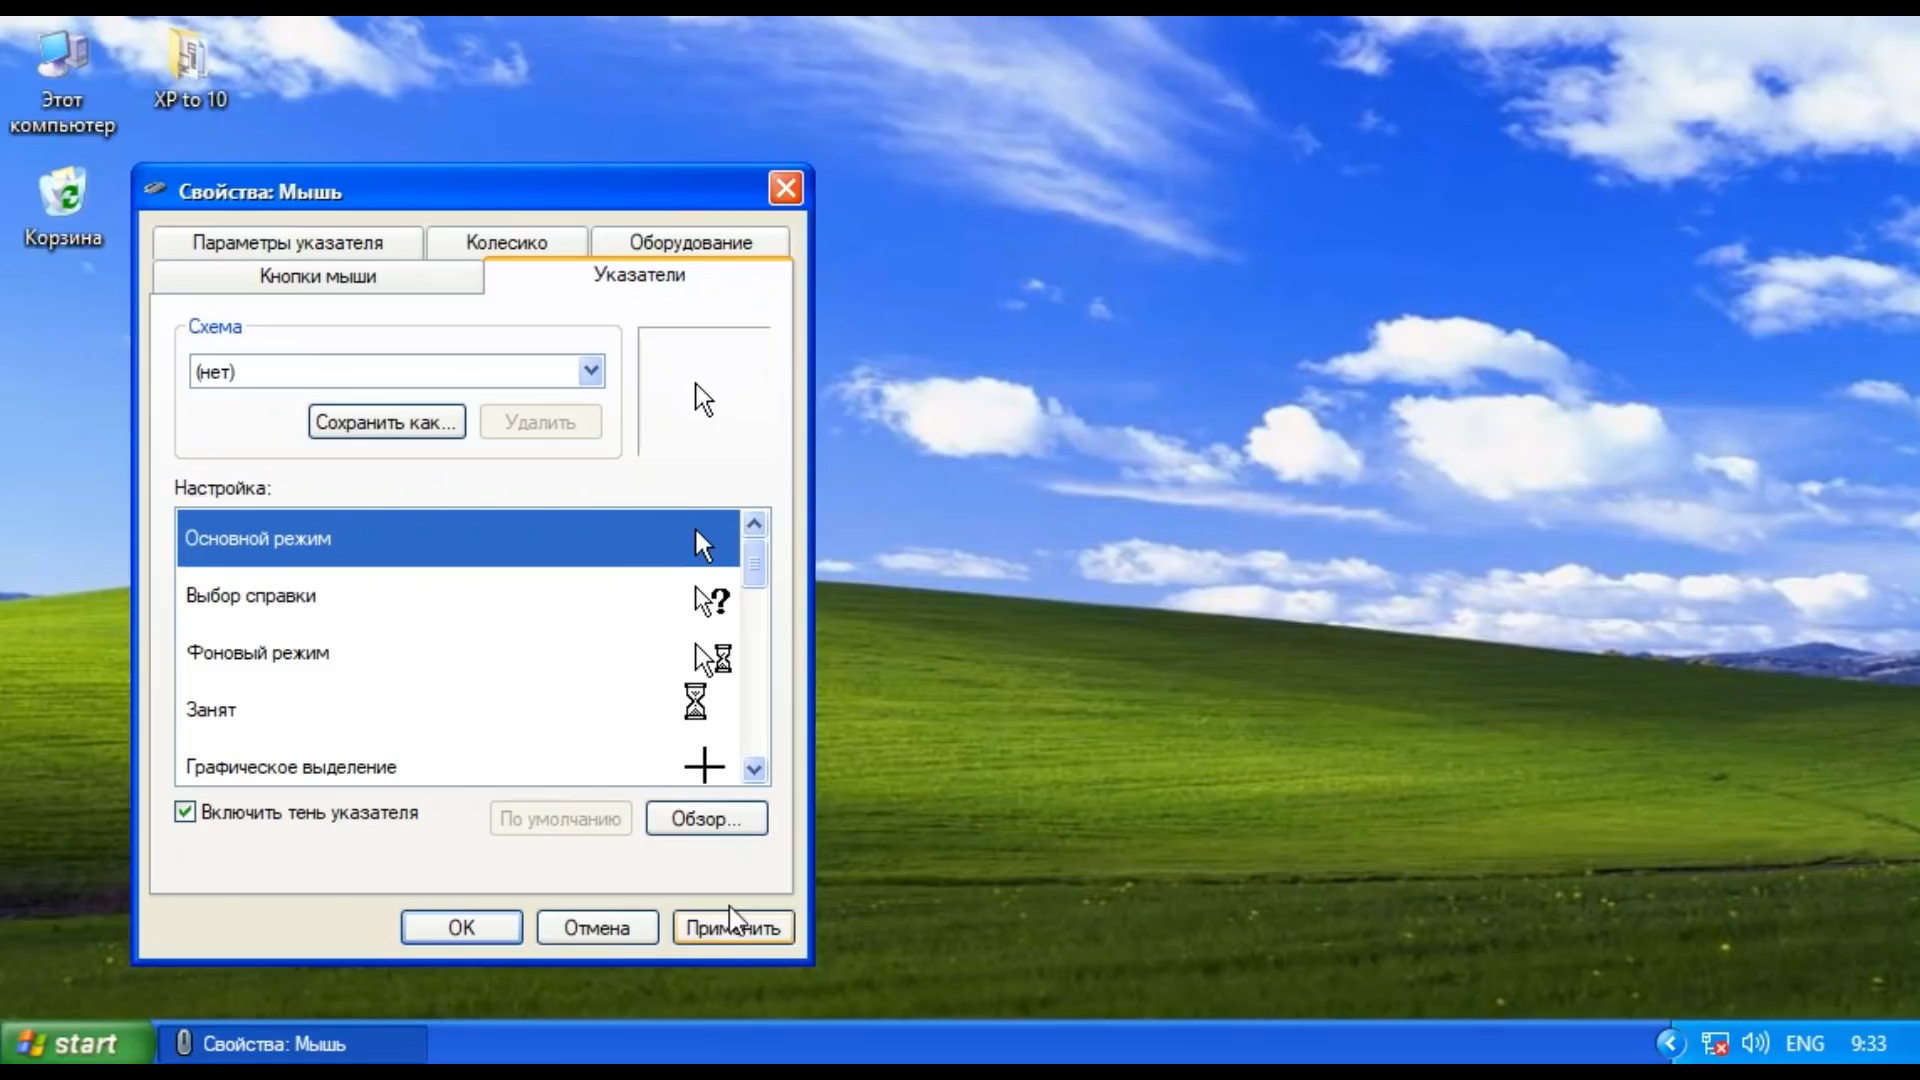 Этот
компьютер
XP to 10
Корзина
Свойства: Мышь
Параметры указателя
Колесико
Оборудование
Кнопки мыши
Указатели
Схема
(нет)
Сохранить как...
Удалить
Настройка:
Основной режим
Выбор справки
Фоновый режим
Занят
Графическое выделение
Включить тень указателя
По умолчанию
Обзор...
ОК
Отмена
Применить
start
Свойства: Мышь
ENG
9:33